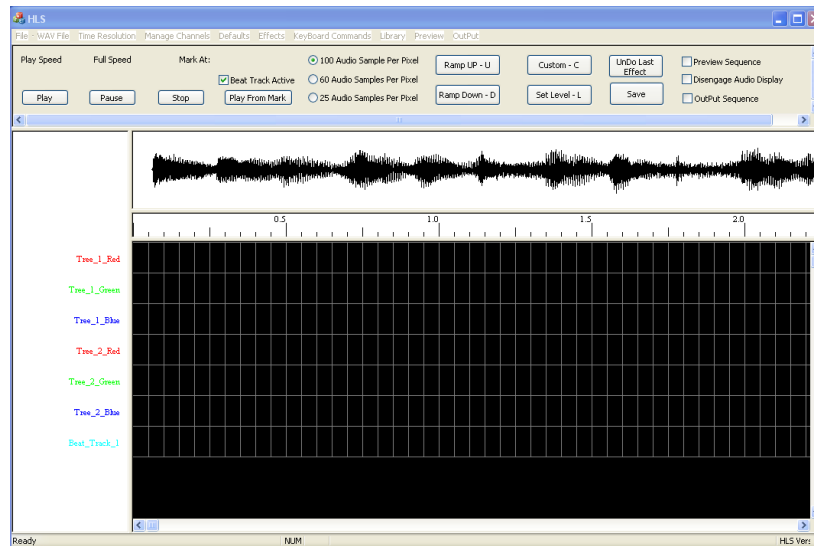 HLS
File - WAV File Time Resolution Manage Channels Defaults Effects KeyBoard Commands Library Preview OutPut
Play Speed Full Speed Mark At: 100 Audio Sample Per Pixel Ramp UP - U Custom - C UnDo Last Effect Preview Sequence
Beat Track Active 60 Audio Samples Per Pixel Disengage Audio Display
Play Pause Stop Play From Mark 25 Audio Samples Per Pixel Ramp Down - D Set Level - L Save OutPut Sequence
0.5 1.0 1.5 2.0
Tree_1_Red
Tree_1_Green
Tree_1_Blue
Tree_2_Red
Tree_2_Green
Tree_2_Blue
Beat_Track_1
Ready NUM HLS Vers